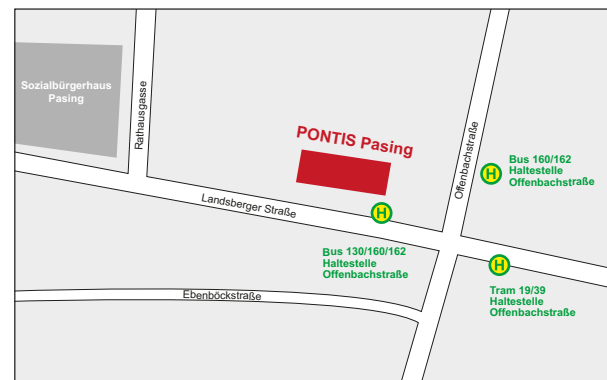 Sozialbürgerhaus
Pasing
Rathausgasse
PONTIS Pasing
Offenbachstraße
H
Bus 160/162
Haltestelle
Offenbachstraße
Landsberger Straße
H
Bus 130/160/162
Haltestelle
Offenbachstraße
H
Tram 19/39
Haltestelle
Offenbachstraße
Ebenböckstraße